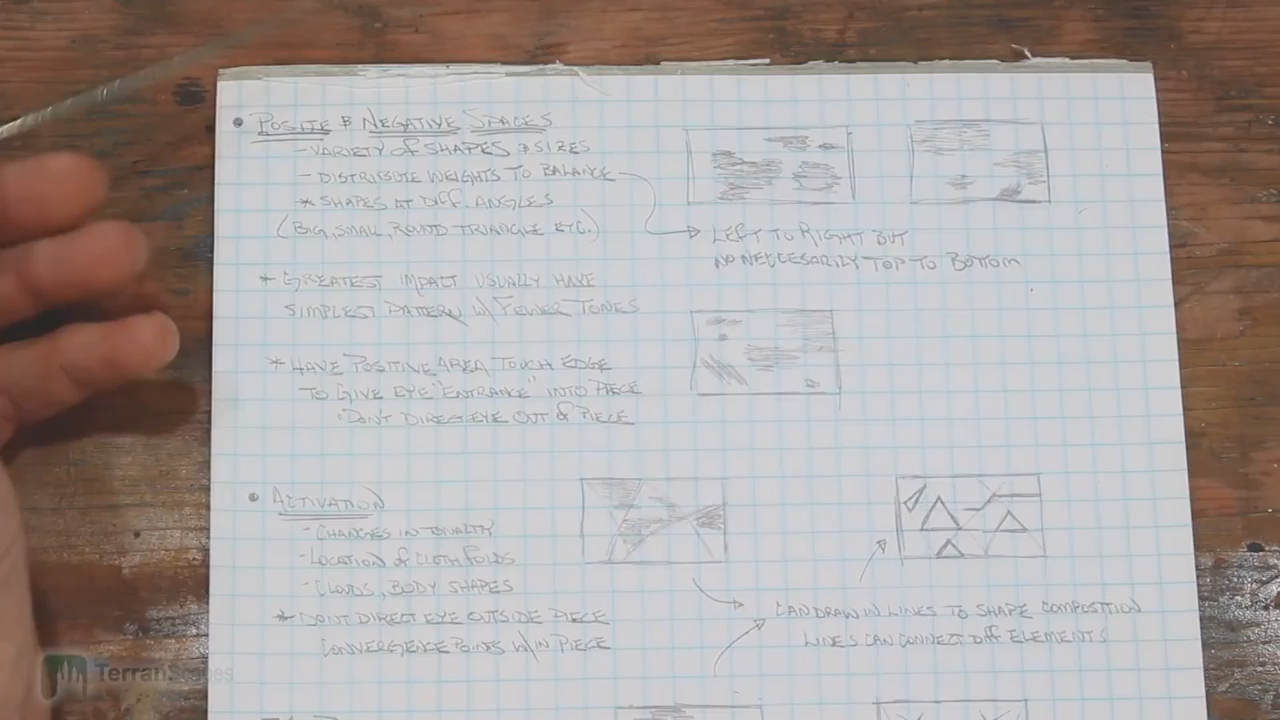 • POSITE & NEGATIVE SPACES
- VARIETY OF SHAPES & SIZES
- DISTRIBUTE WEIGHTS TO BALANCE
* SHAPES AT DIFF. ANGLES
(BIG, SMALL, ROUND TRIANGLE ETC.)
LEFT TO RIGHT BUT
NO NECCESARILY TOP TO BOTTOM
* GREATEST IMPACT USUALLY HAVE
SIMPLEST PATTERN W/ FEWER TONES
* HAVE POSITIVE AREA TOUCH EDGE
TO GIVE EYE "ENTRANCE" INTO PIECE
• DON'T DIRECT EYE OUT OF PIECE
• ACTIVATION
- CHANGES IN TONALITY
- LOCATION OF CLOTH FOLDS
- CLOUDS, BODY SHAPES
* DONT DIRECT EYE OUTSIDE PIECE
CONVERGENCE POINTS W/IN PIECE
CAN DRAW IN LINES TO SHAPE COMPOSITION
LINES CAN CONNECT DIFF ELEMENTS
TerranScapes